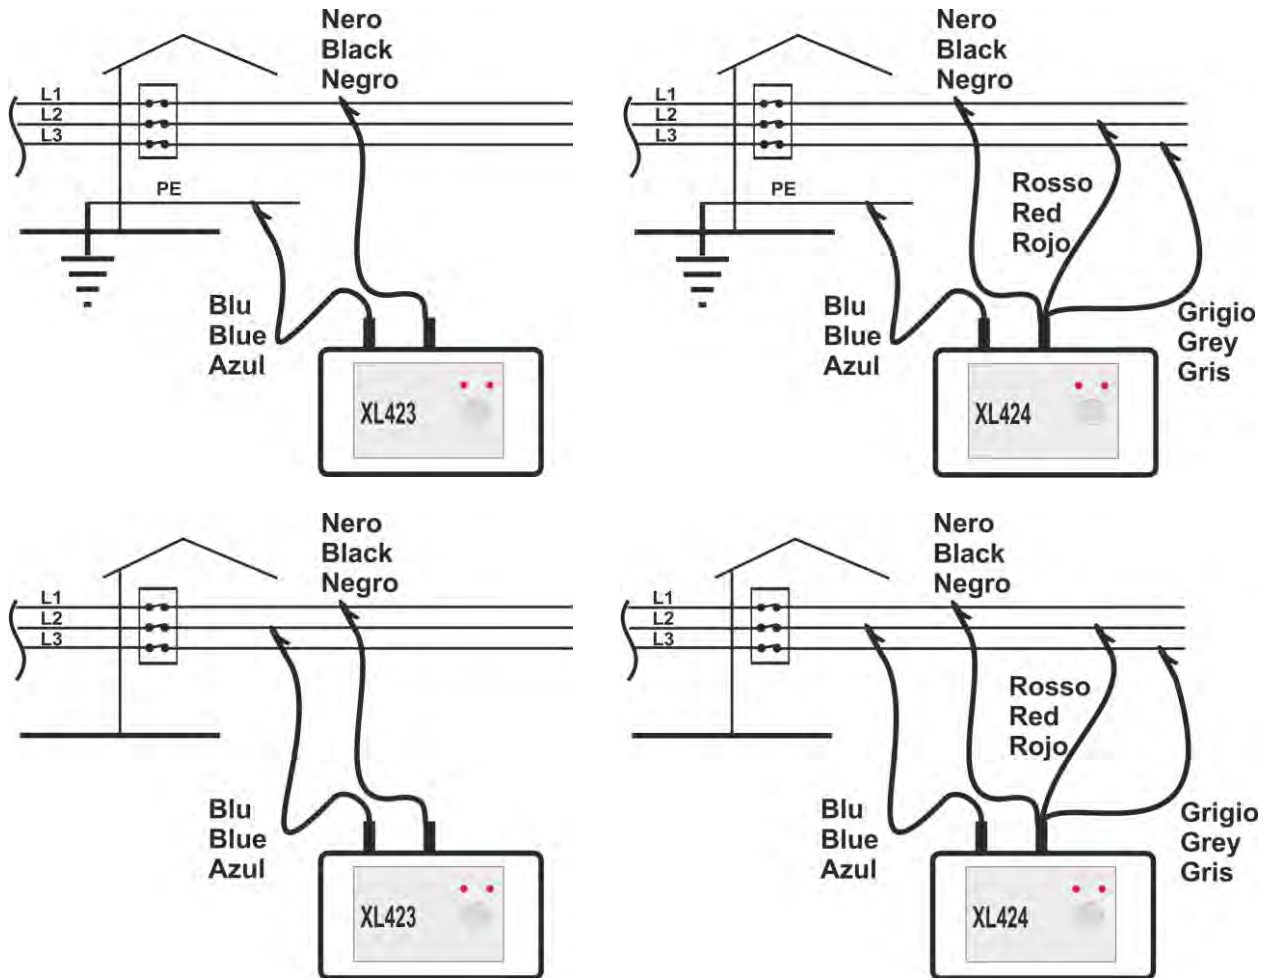 Nero
Black
Negro
L1
L2
L3
PE
Blu
Blue
Azul
XL423
Nero
Black
Negro
L1
L2
L3
PE
Rosso
Red
Rojo
Blu
Blue
Azul
Grigio
Grey
Gris
XL424
Nero
Black
Negro
L1
L2
L3
Blu
Blue
Azul
XL423
Nero
Black
Negro
L1
L2
L3
Rosso
Red
Rojo
Blu
Blue
Azul
Grigio
Grey
Gris
XL424